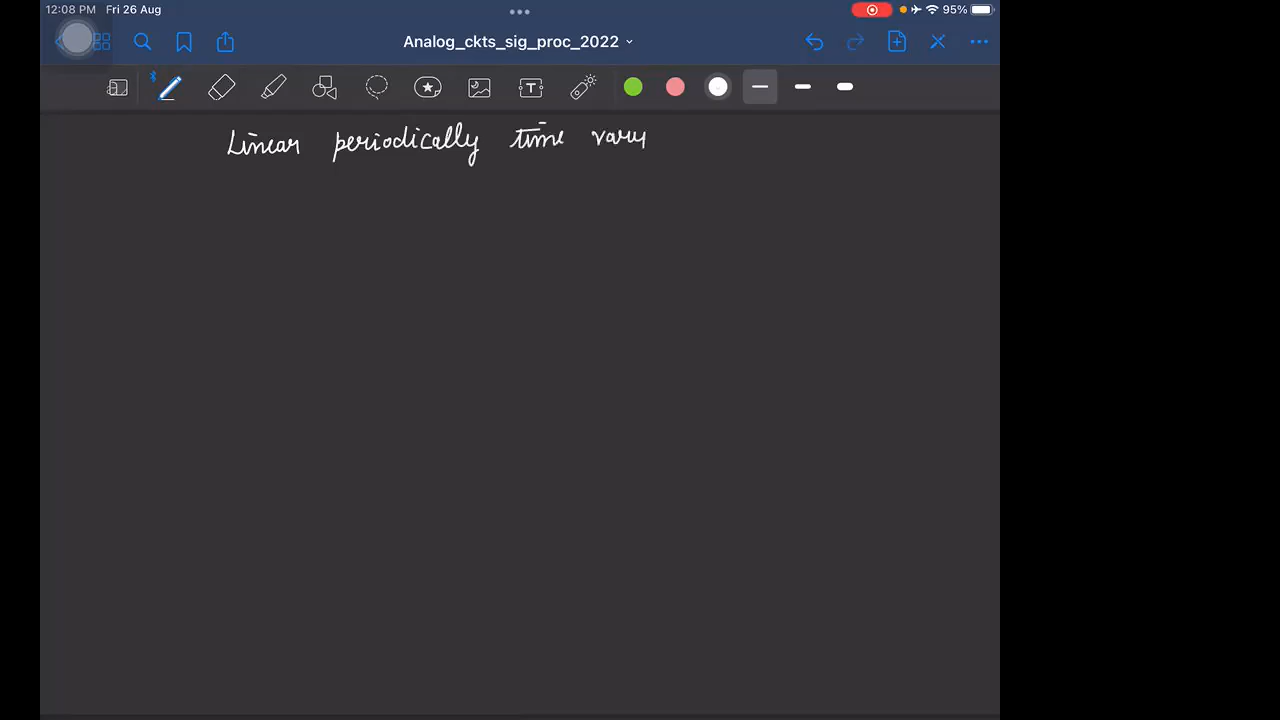 12:08 PM Fri 26 Aug 95%
Analog_ckts_sig_proc_2022
T
Linear periodically time vary